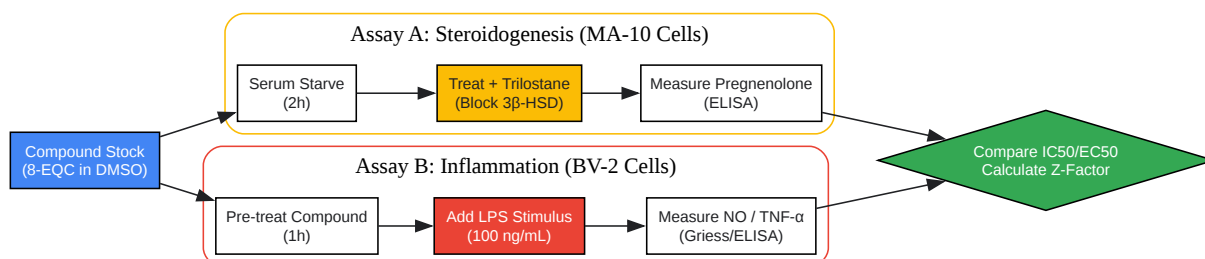 Assay A: Steroidogenesis (MA-10 Cells)
Serum Starve
(2h)
Treat + Trilostane
(Block 3β-HSD)
Measure Pregnenolone
(ELISA)
Compound Stock
(8-EQC in DMSO)
Compare IC50/EC50
Calculate Z-Factor
Assay B: Inflammation (BV-2 Cells)
Pre-treat Compound
(1h)
Add LPS Stimulus
(100 ng/mL)
Measure NO / TNF-α
(Griess/ELISA)